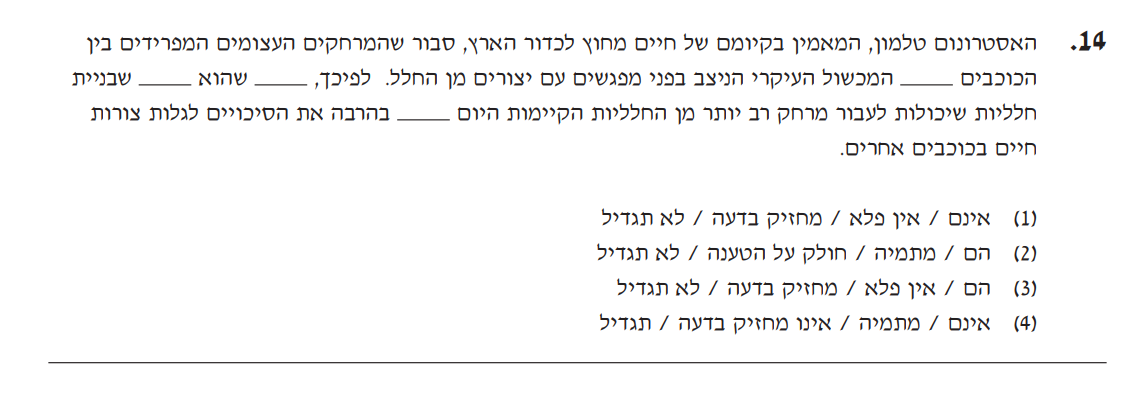 14. האסטרונום טלמון, המאמין בקיומם של חיים מחוץ לכדור הארץ, סבור שהמרחקים העצומים המפרידים בין
הכוכבים _____ המכשול העיקרי הניצב בפני מפגשים עם יצורים מן החלל. לפיכך, _____ שהוא _____ שבניית
חלליות שיכולות לעבור מרחק רב יותר מן החלליות הקיימות היום _____ בהרבה את הסיכויים לגלות צורות
חיים בכוכבים אחרים.
(1) אינם / אין פלא / מחזיק בדעה / לא תגדיל
(2) הם / מתמיה / חולק על הטענה / לא תגדיל
(3) הם / אין פלא / מחזיק בדעה / לא תגדיל
(4) אינם / מתמיה / אינו מחזיק בדעה / תגדיל